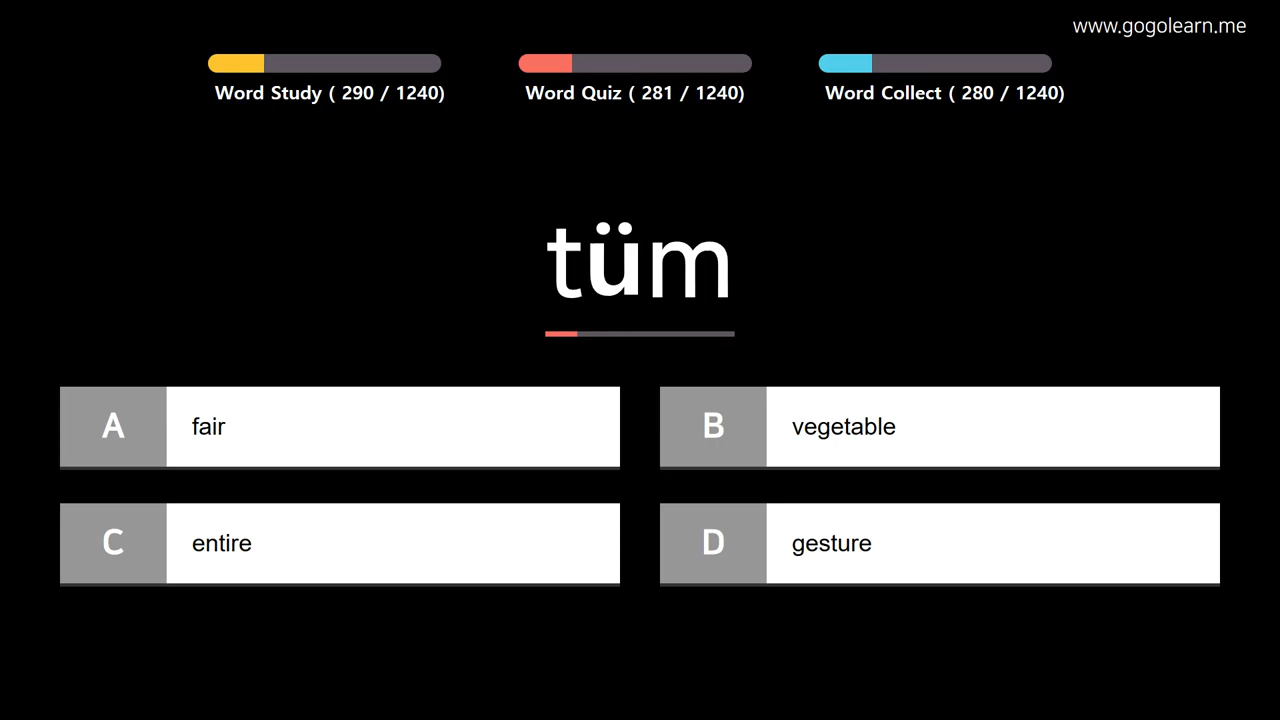 www.gogolearn.me
Word Study ( 290 / 1240)
Word Quiz ( 281 / 1240)
Word Collect ( 280 / 1240)
tüm
A fair
B vegetable
C entire
D gesture